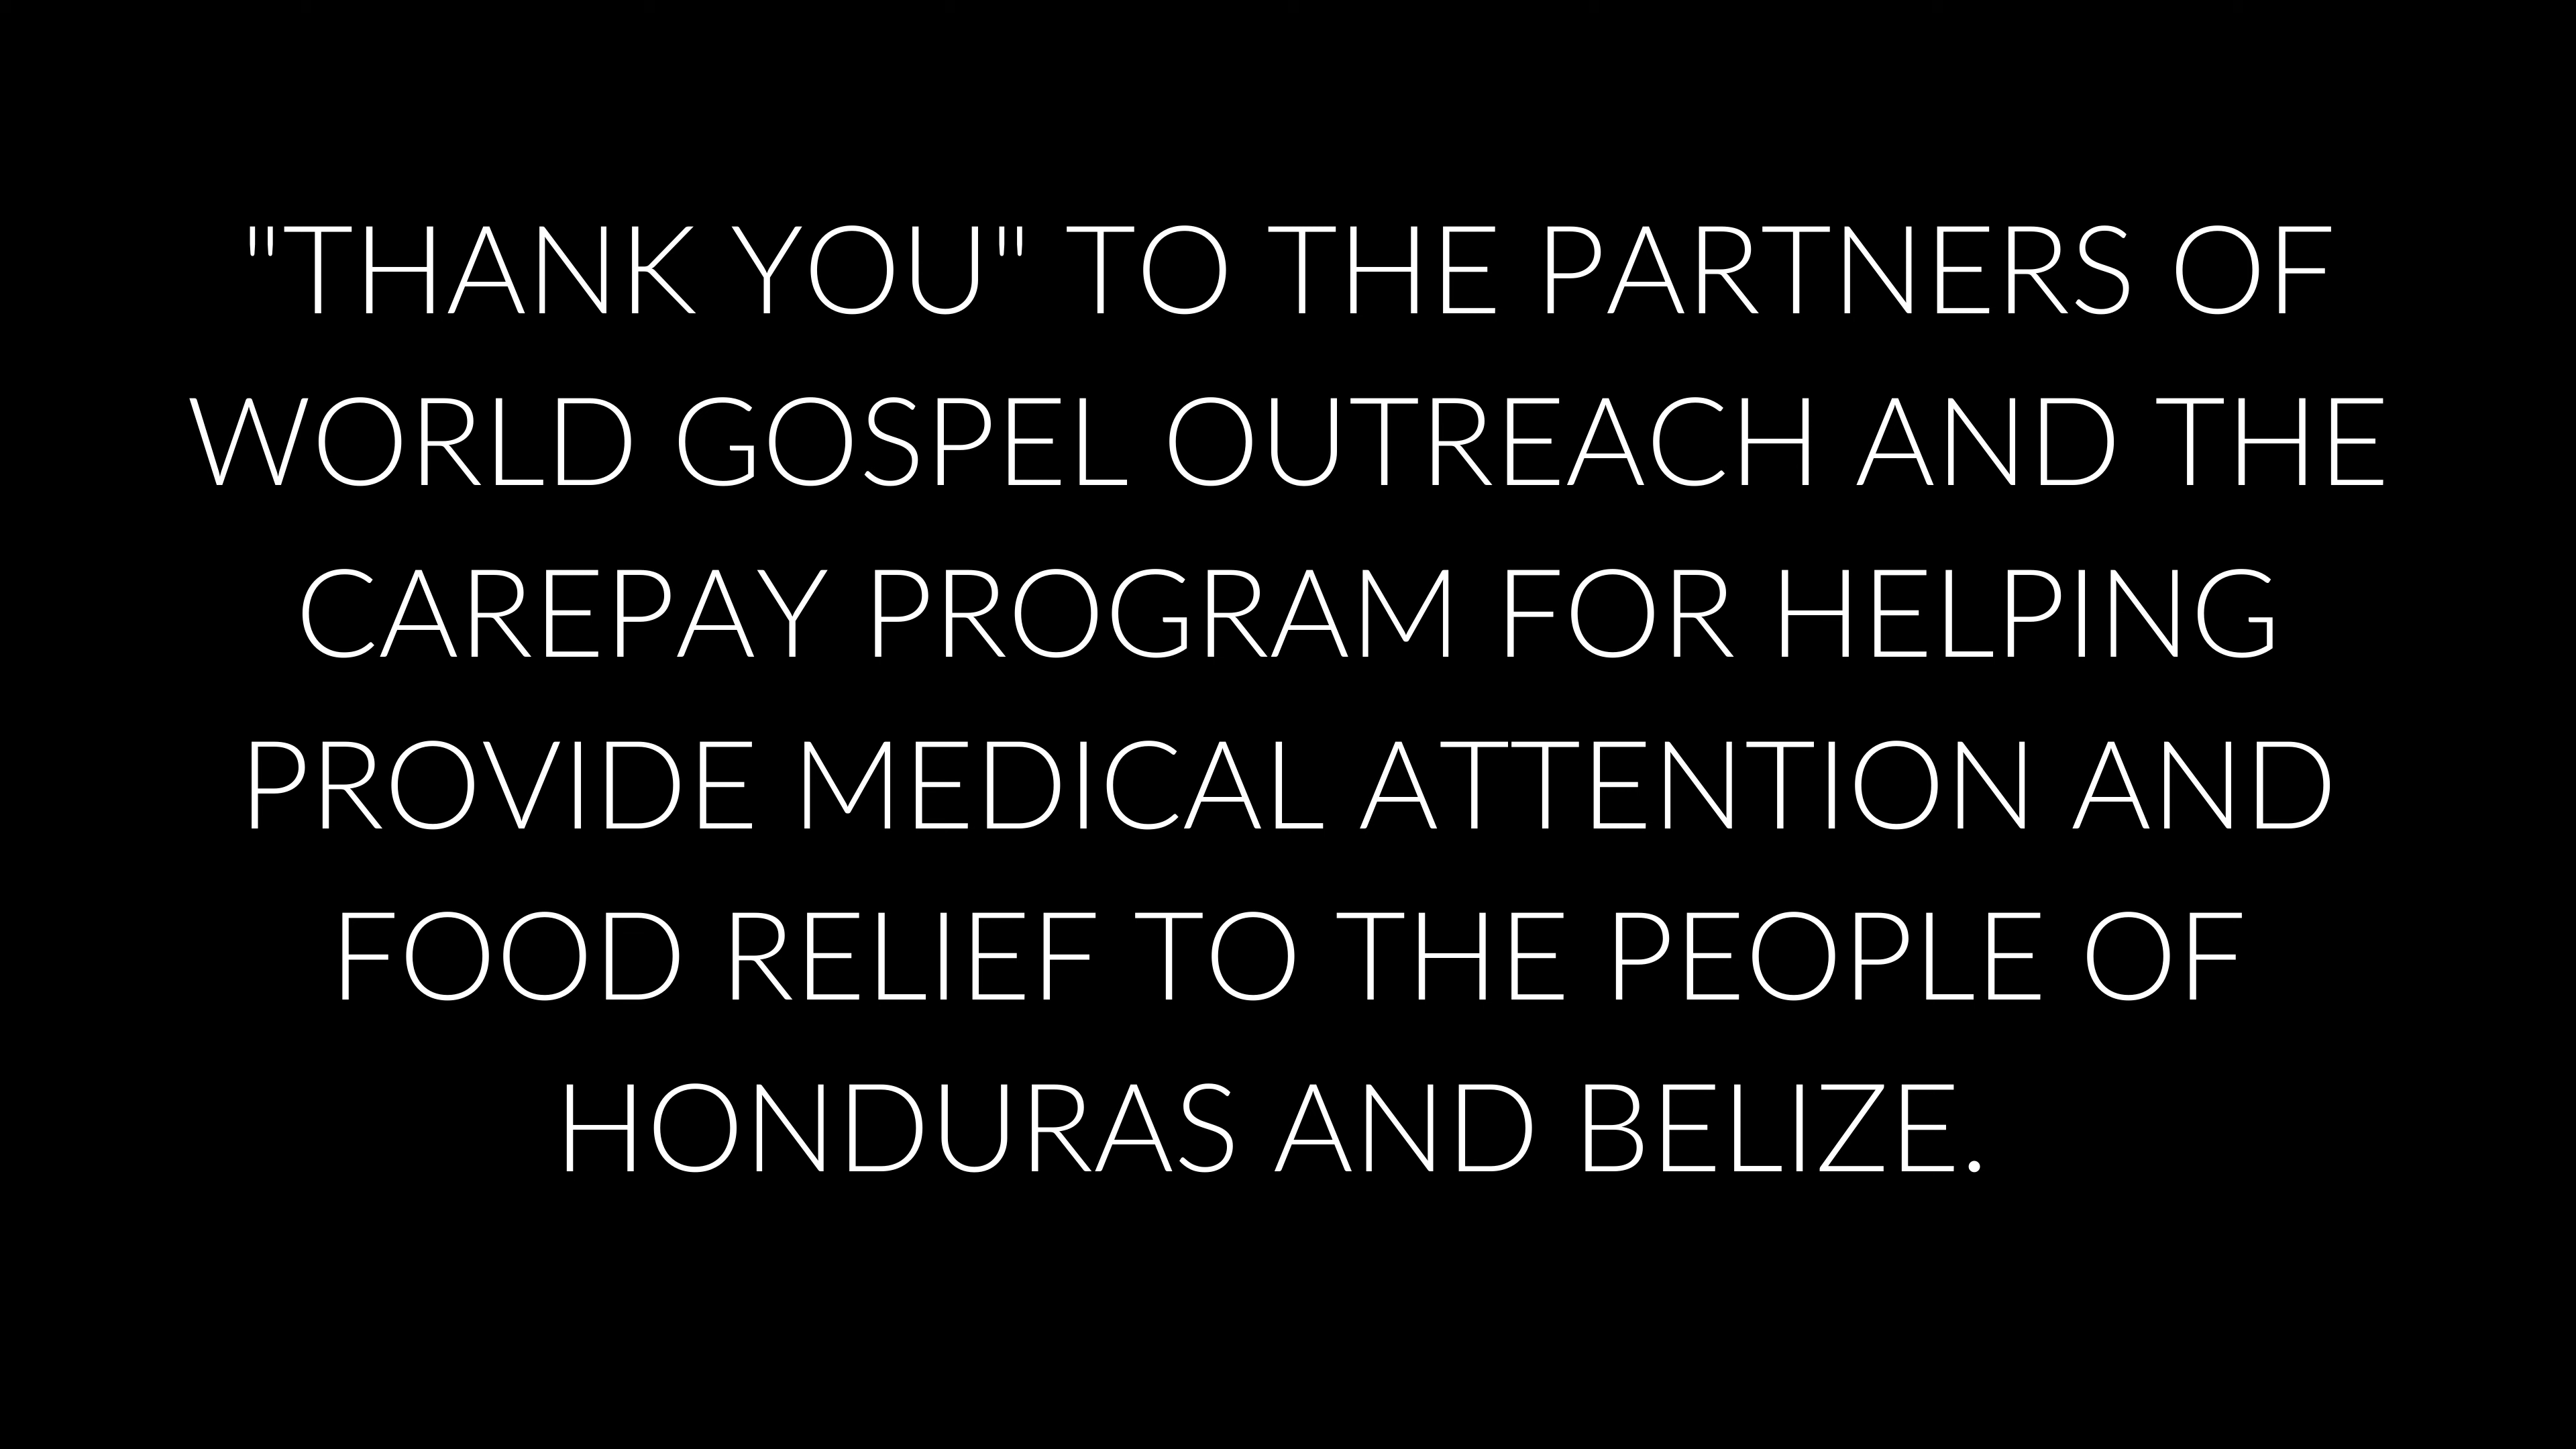 "THANK YOU" TO THE PARTNERS OF
WORLD GOSPEL OUTREACH AND THE
CAREPAY PROGRAM FOR HELPING
PROVIDE MEDICAL ATTENTION AND
FOOD RELIEF TO THE PEOPLE OF
HONDURAS AND BELIZE.